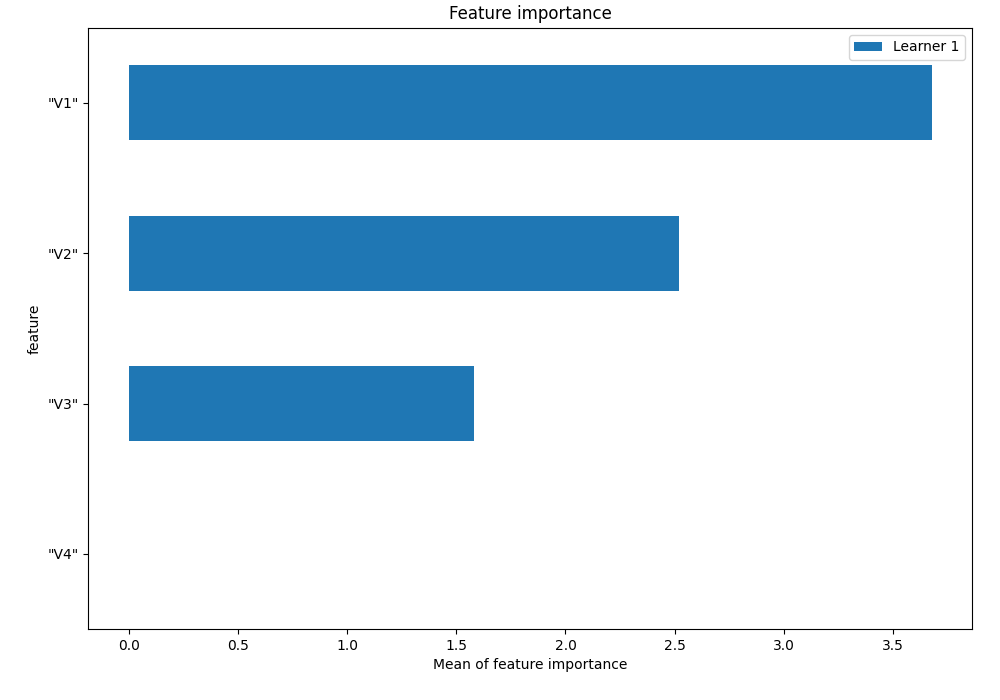 Feature importance
Learner 1
"V1"
"V2"
"V3"
"V4"
feature
0.0 0.5 1.0 1.5 2.0 2.5 3.0 3.5
Mean of feature importance